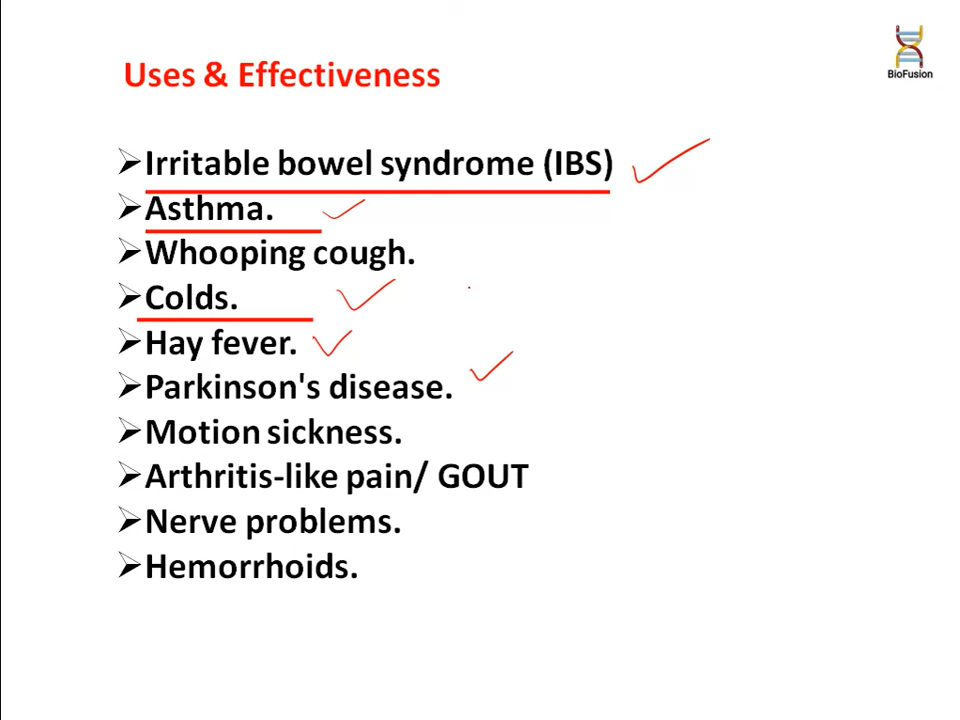 BioFusion
Uses & Effectiveness
Irritable bowel syndrome (IBS)
Asthma.
Whooping cough.
Colds.
Hay fever.
Parkinson's disease.
Motion sickness.
Arthritis-like pain/ GOUT
Nerve problems.
Hemorrhoids.